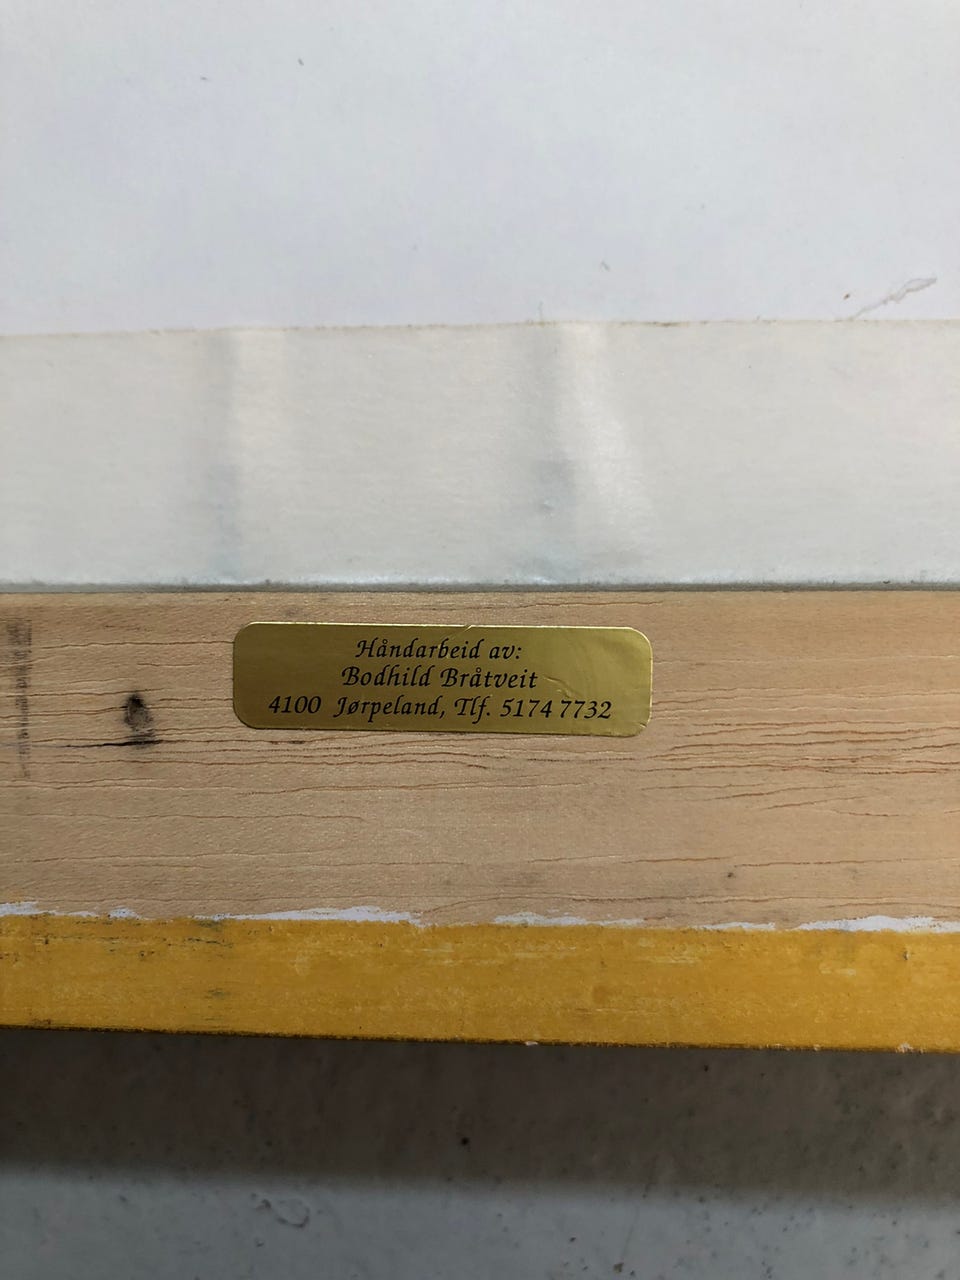 Håndarbeid av:
Bodhild Bråtveit
4100 Jørpeland, Tlf. 5174 7732